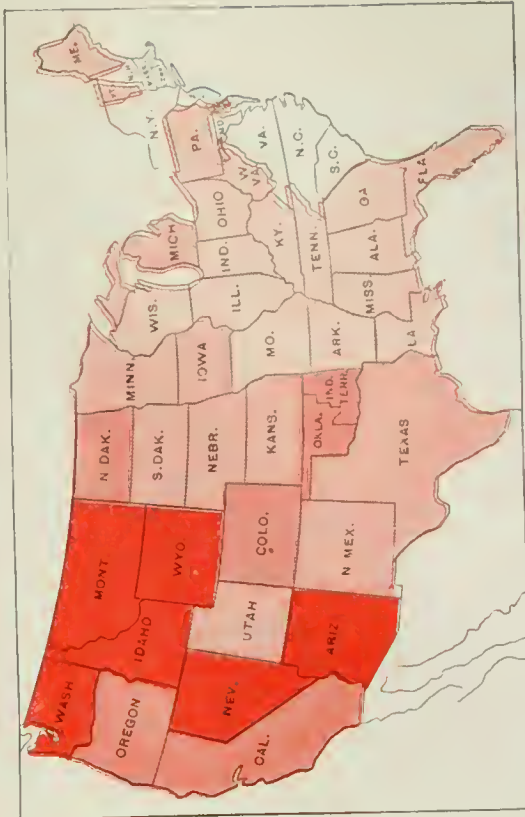 WASH
OREGON
CAL.
NEV.
IDAHO
MONT.
WYO.
UTAH
ARIZ
COLO.
N MEX.
N DAK.
S. DAK.
NEBR.
KANS.
OKLA.
IND.
TERR.
TEXAS
MINN.
IOWA
MO.
ARK.
LA
WIS.
ILL.
MICH
IND.
OHIO
KY.
TENN.
MISS.
ALA.
GA
FLA.
S.C.
N.C.
VA.
W
VA.
PA.
N.Y.
ME.